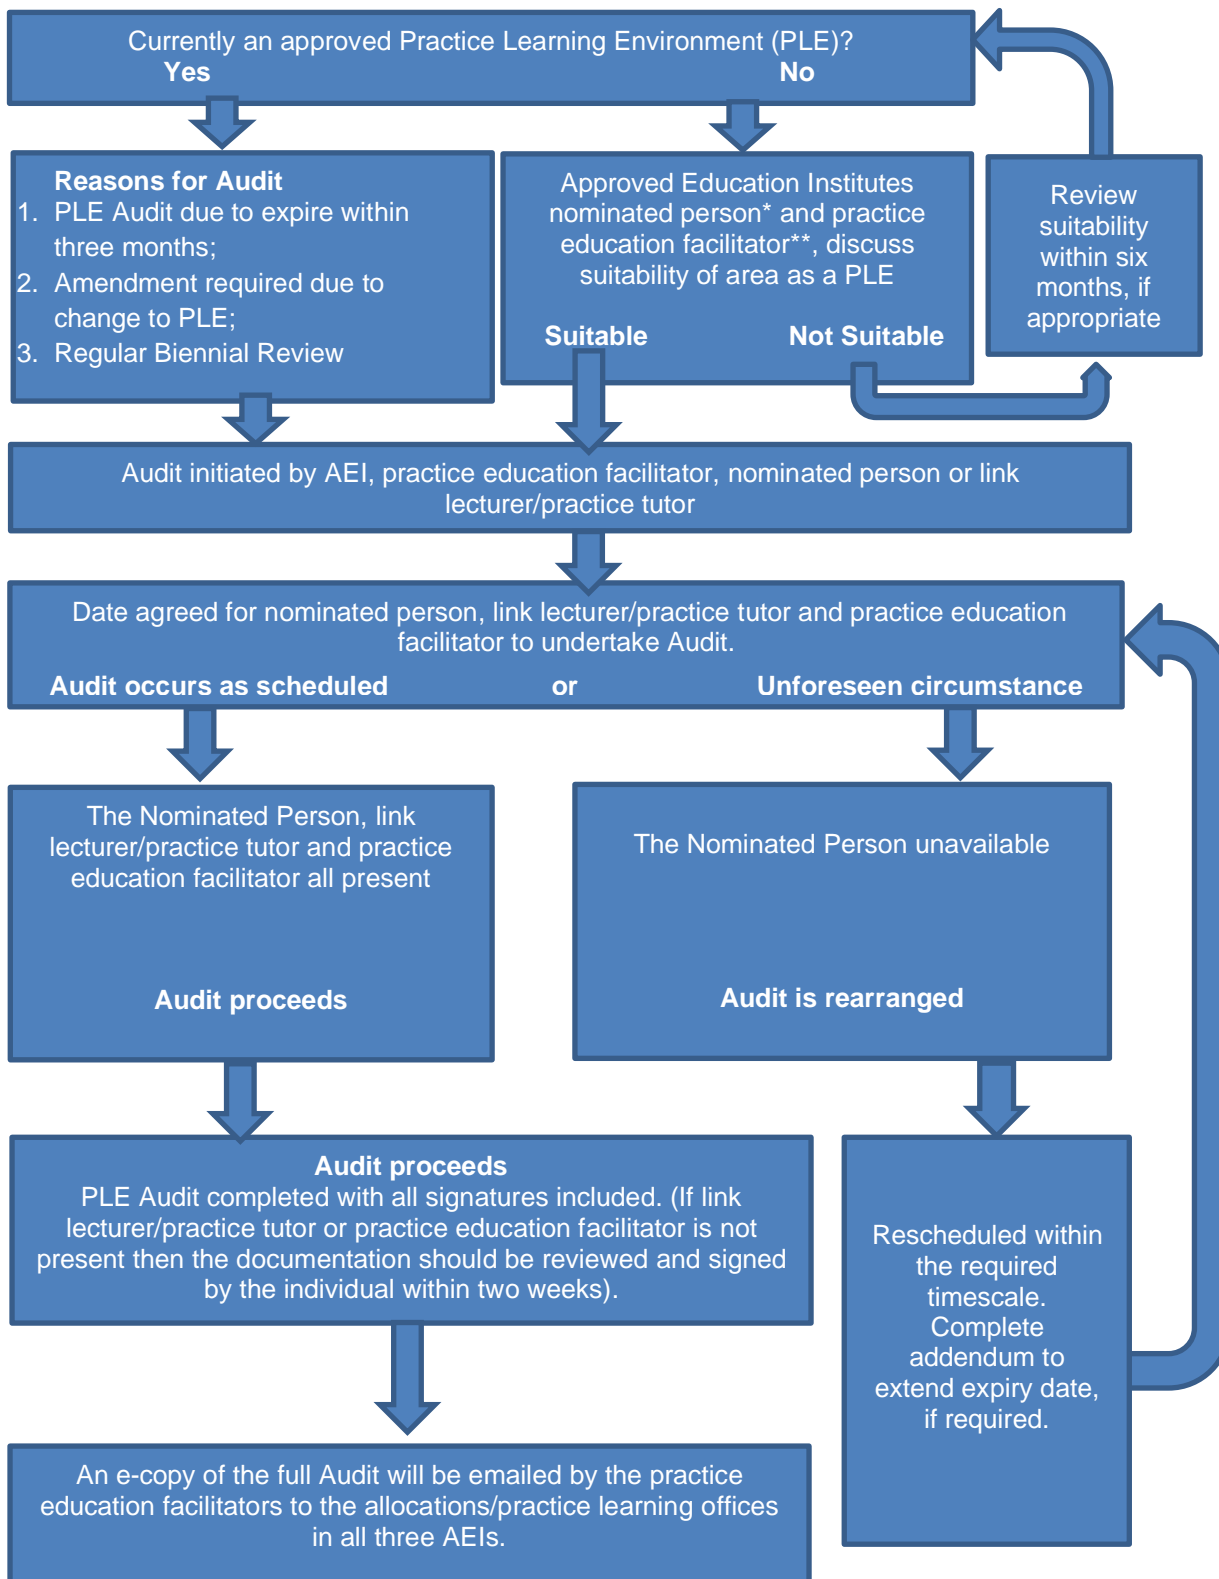 Currently an approved Practice Learning Environment (PLE)?
Yes No
Reasons for Audit
1. PLE Audit due to expire within
three months;
2. Amendment required due to
change to PLE;
3. Regular Biennial Review
Approved Education Institutes
nominated person* and practice
education facilitator**, discuss
suitability of area as a PLE
Suitable Not Suitable
Review
suitability
within six
months, if
appropriate
Audit initiated by AEI, practice education facilitator, nominated person or link
lecturer/practice tutor
Date agreed for nominated person, link lecturer/practice tutor and practice education
facilitator to undertake Audit.
Audit occurs as scheduled or Unforeseen circumstance
The Nominated Person, link
lecturer/practice tutor and practice
education facilitator all present
Audit proceeds
The Nominated Person unavailable
Audit is rearranged
Audit proceeds
PLE Audit completed with all signatures included. (If link
lecturer/practice tutor or practice education facilitator is not
present then the documentation should be reviewed and signed
by the individual within two weeks).
Rescheduled within
the required
timescale.
Complete
addendum to
extend expiry date,
if required.
An e-copy of the full Audit will be emailed by the practice
education facilitators to the allocations/practice learning offices
in all three AEIs.